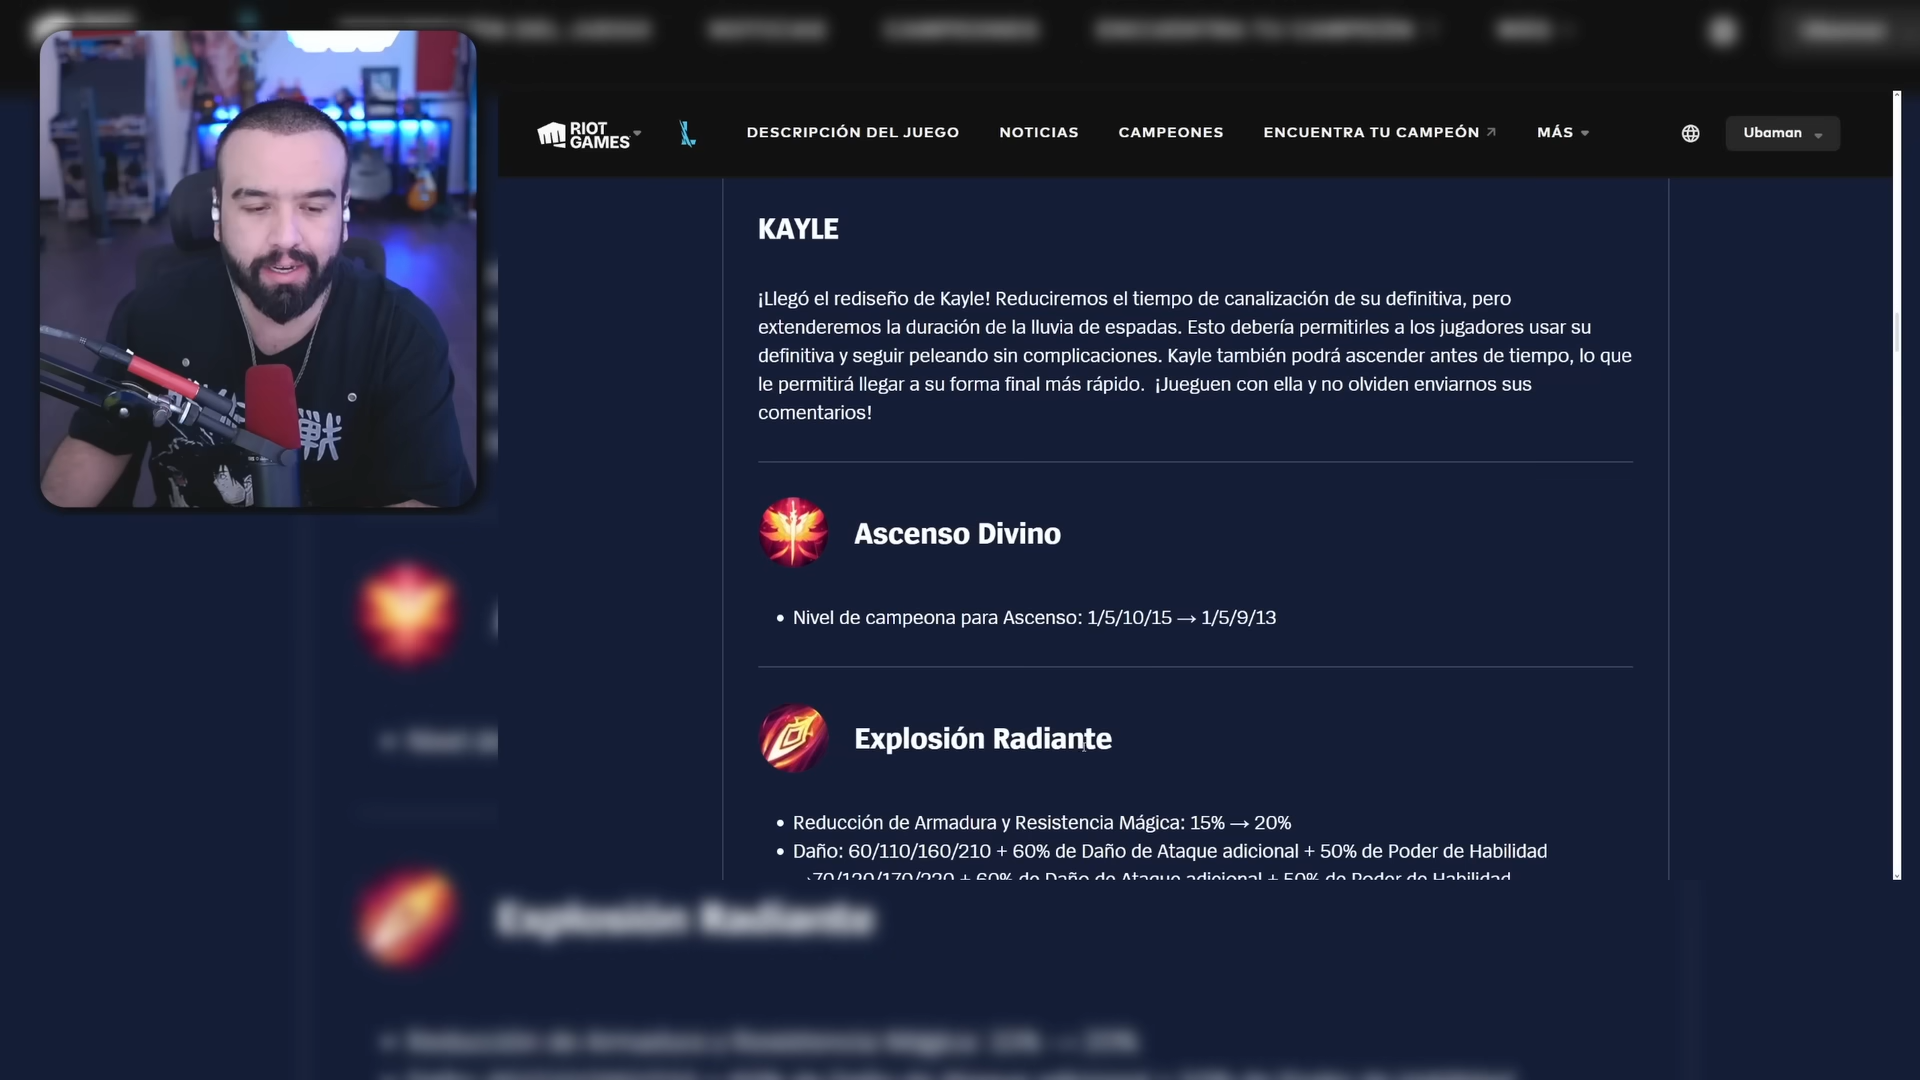 RIOT GAMES
DESCRIPCIÓN DEL JUEGO
NOTICIAS
CAMPEONES
ENCUENTRA TU CAMPEÓN
MÁS
Ubaman
KAYLE
¡Llegó el rediseño de Kayle! Reduciremos el tiempo de canalización de su definitiva, pero
extenderemos la duración de la lluvia de espadas. Esto debería permitirles a los jugadores usar su
definitiva y seguir peleando sin complicaciones. Kayle también podrá ascender antes de tiempo, lo que
le permitirá llegar a su forma final más rápido. ¡Jueguen con ella y no olviden enviarnos sus
comentarios!
Ascenso Divino
• Nivel de campeona para Ascenso: 1/5/10/15 → 1/5/9/13
Explosión Radiante
• Reducción de Armadura y Resistencia Mágica: 15% → 20%
• Daño: 60/110/160/210 + 60% de Daño de Ataque adicional + 50% de Poder de Habilidad
→70/120/170/220 + 60% de Daño de Ataque adicional + 50% de Poder de Habilidad
戦
Explosión Radiante